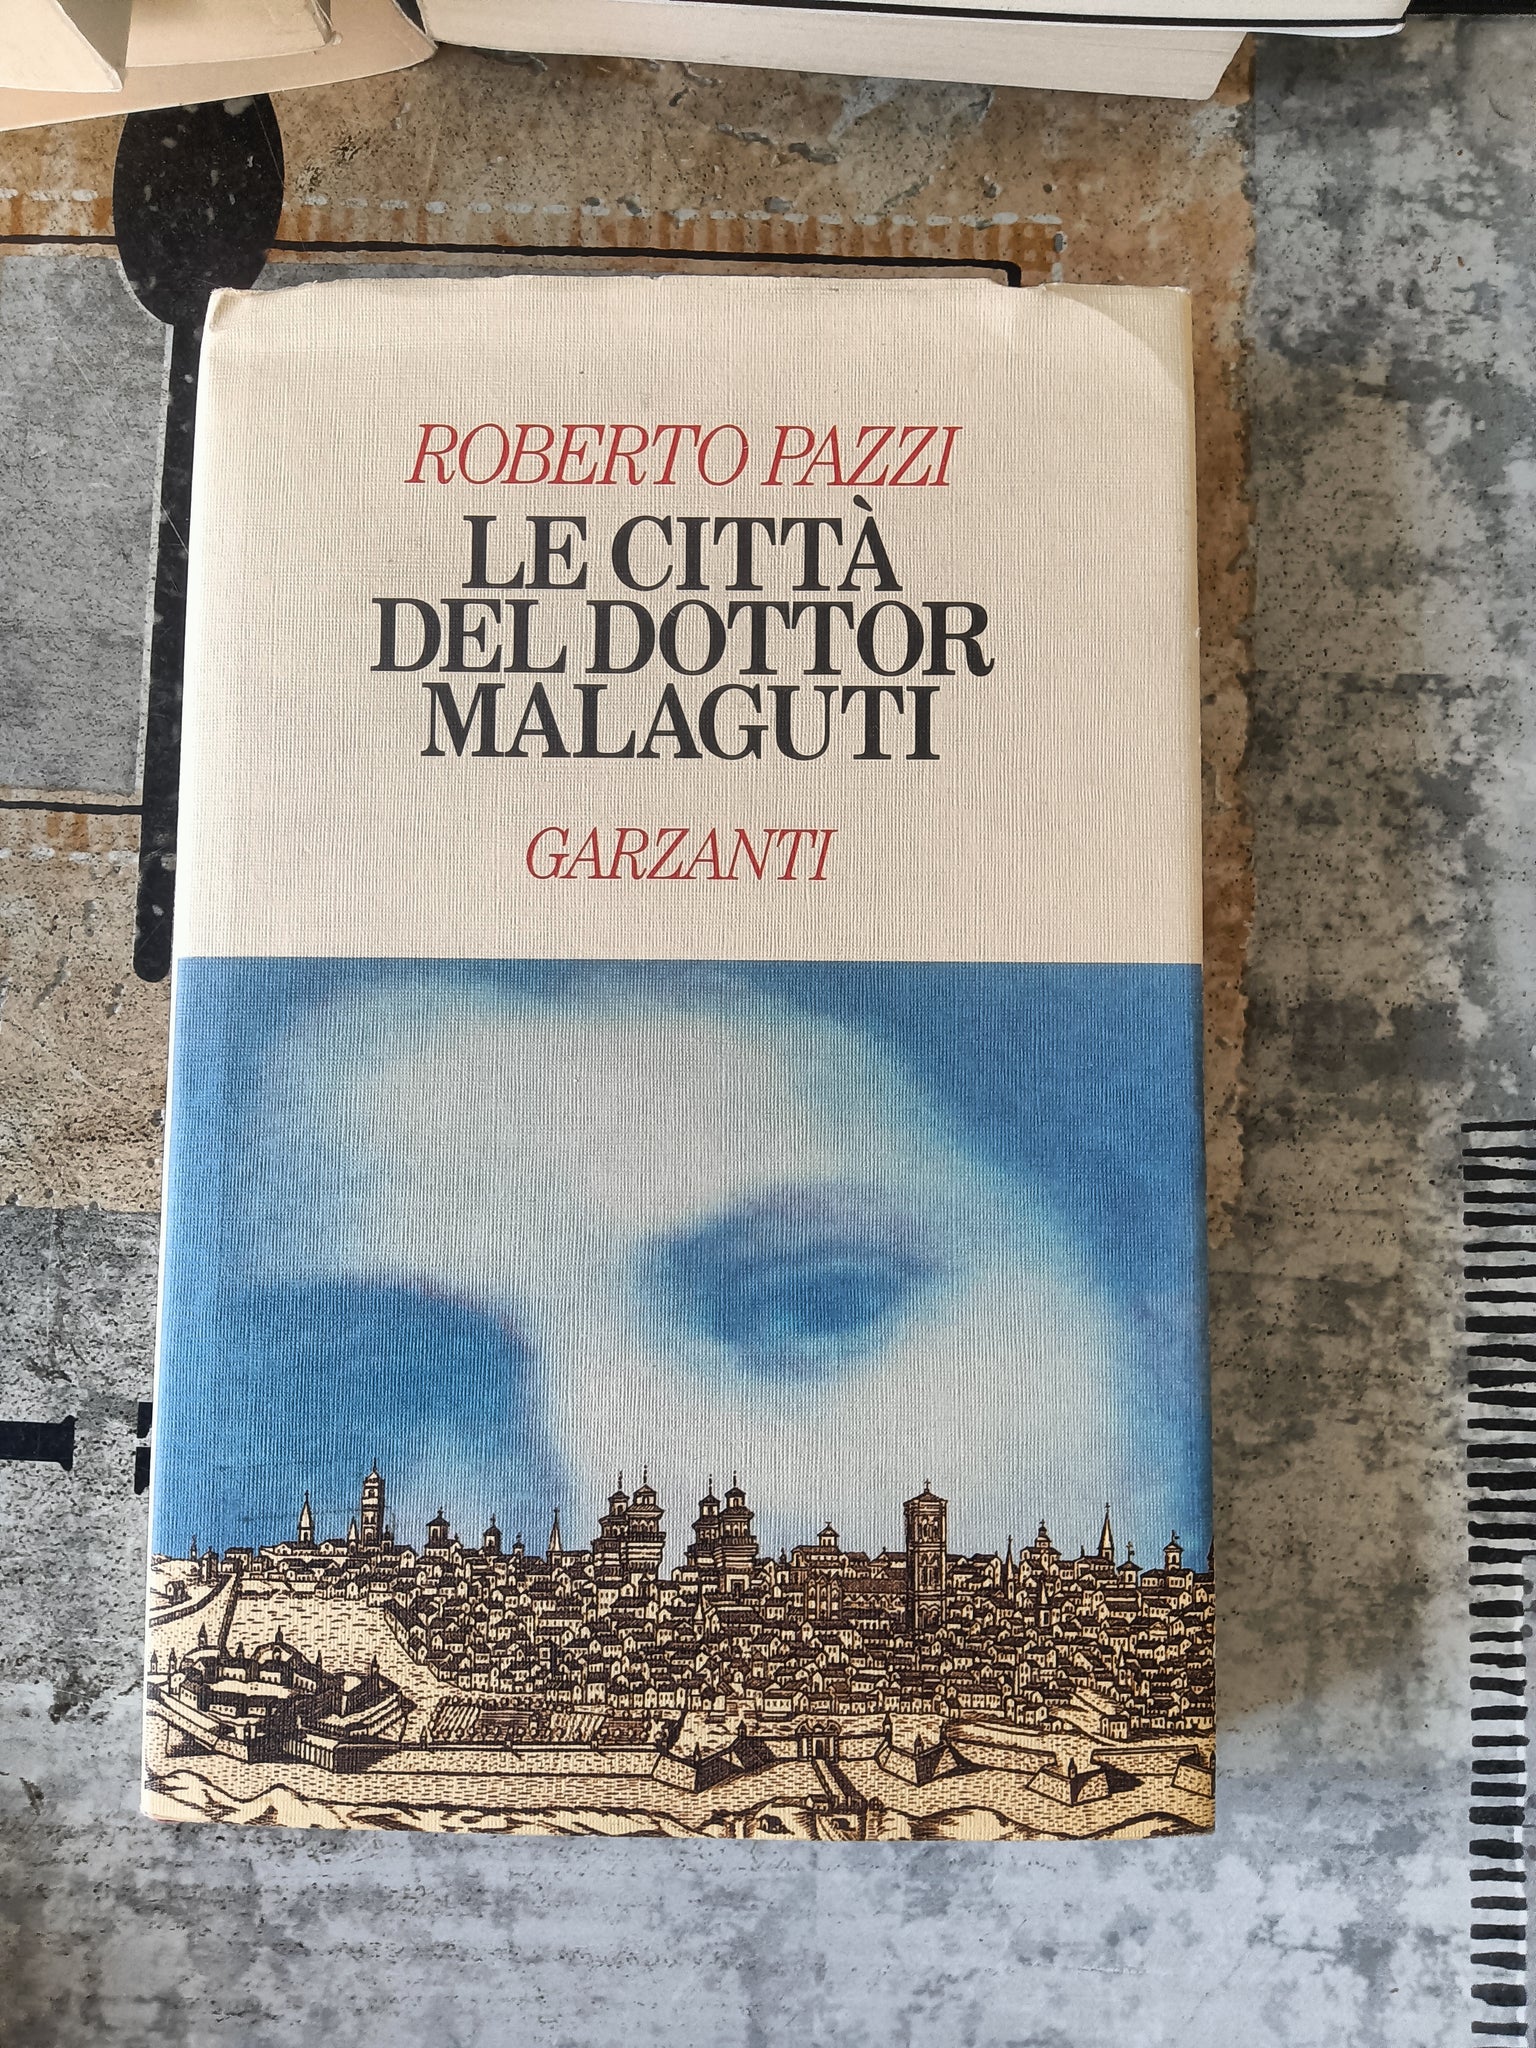 ROBERTO PAZZI
LE CITTÀ
DEL DOTTOR
MALAGUTI
GARZANTI